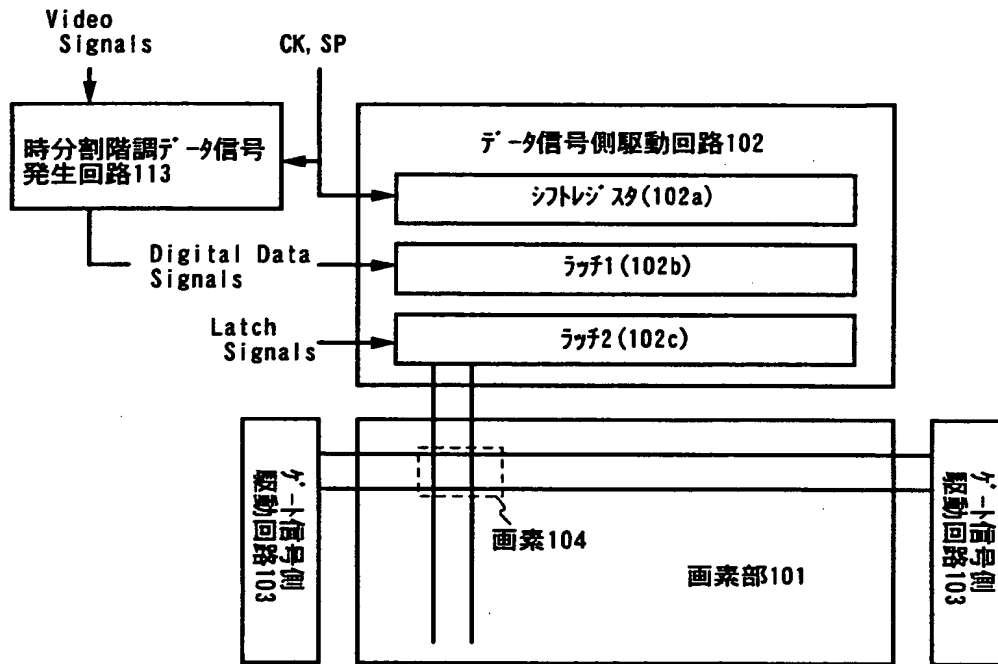 Video
Signals
CK, SP
時分割階調データ信号
発生回路113
データ信号側駆動回路102
シフトレジスタ(102a)
Digital Data
Signals
ラッチ1(102b)
Latch
Signals
ラッチ2(102c)
ゲート信号側
駆動回路103
画素104
画素部101
ゲート信号側
駆動回路103